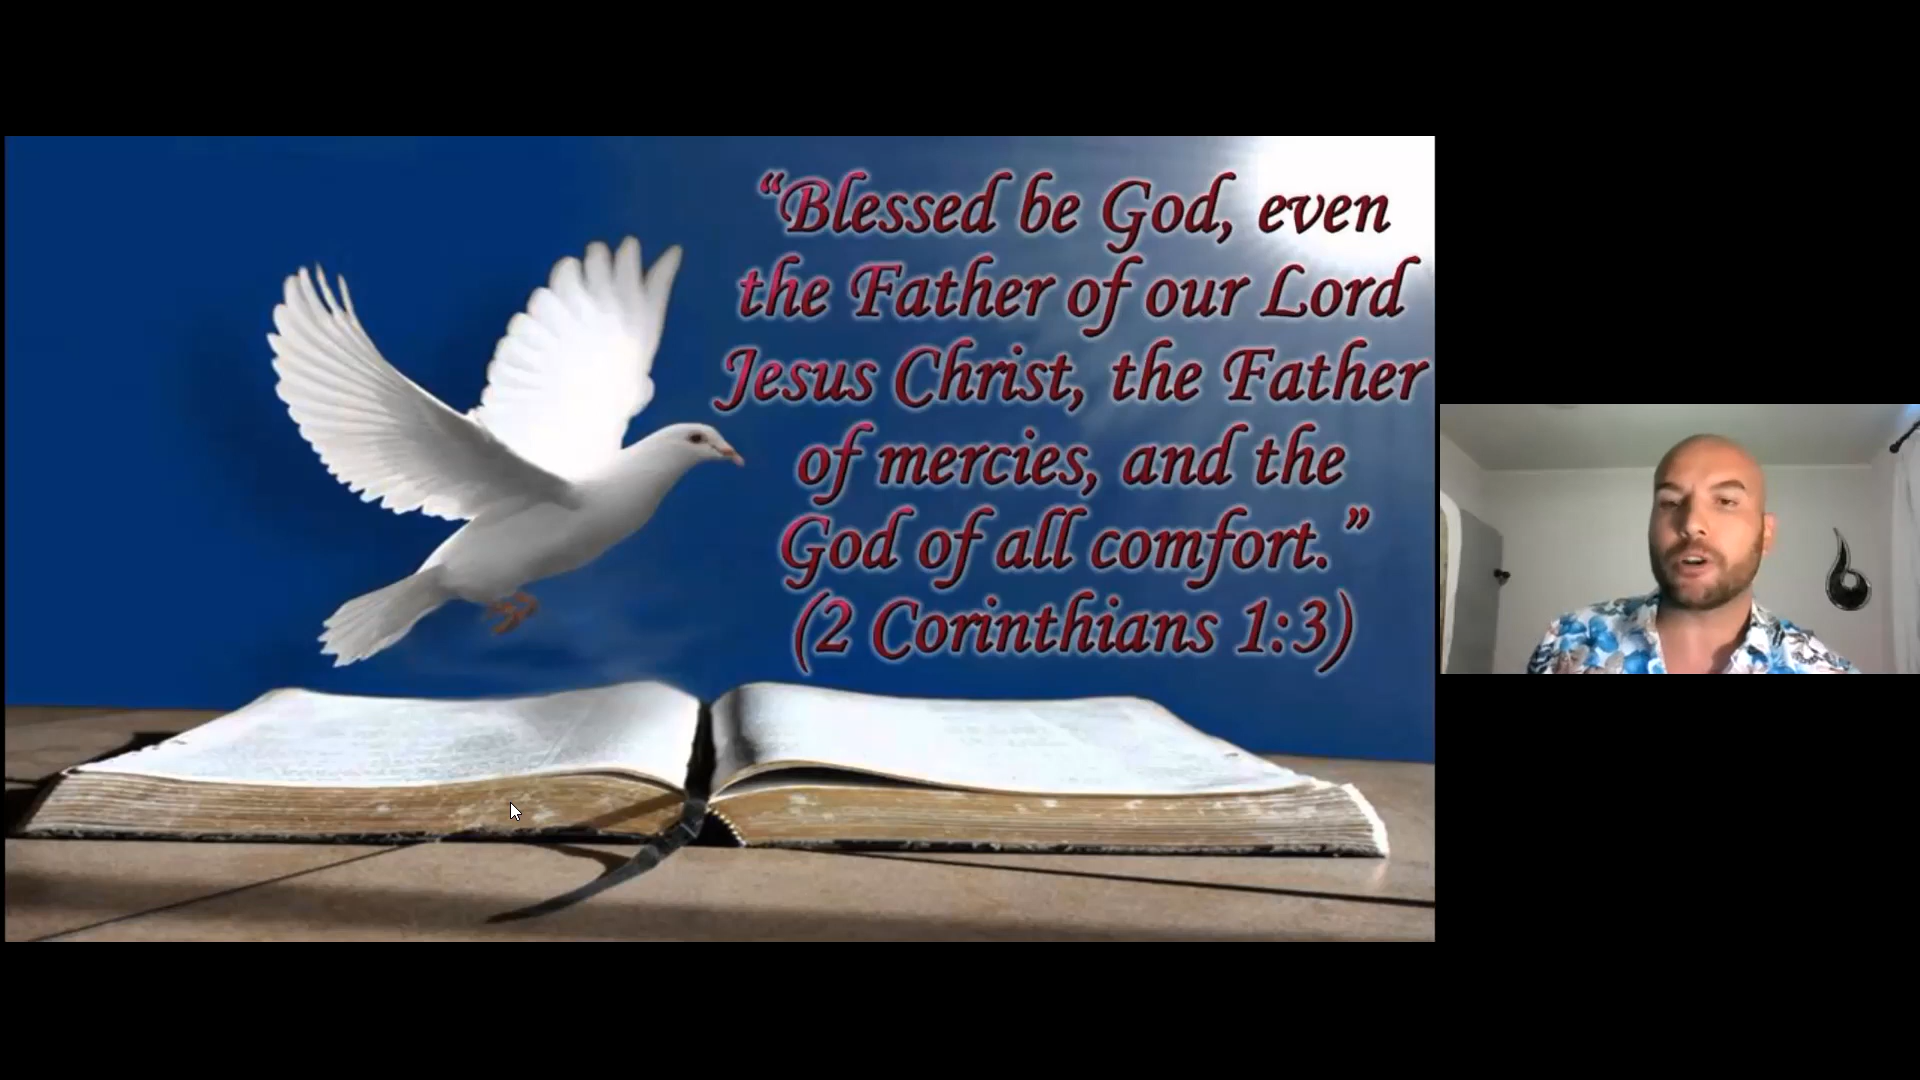 “Blessed be God, even
the Father of our Lord
Jesus Christ, the Father
of mercies, and the
God of all comfort.”
(2 Corinthians 1:3)